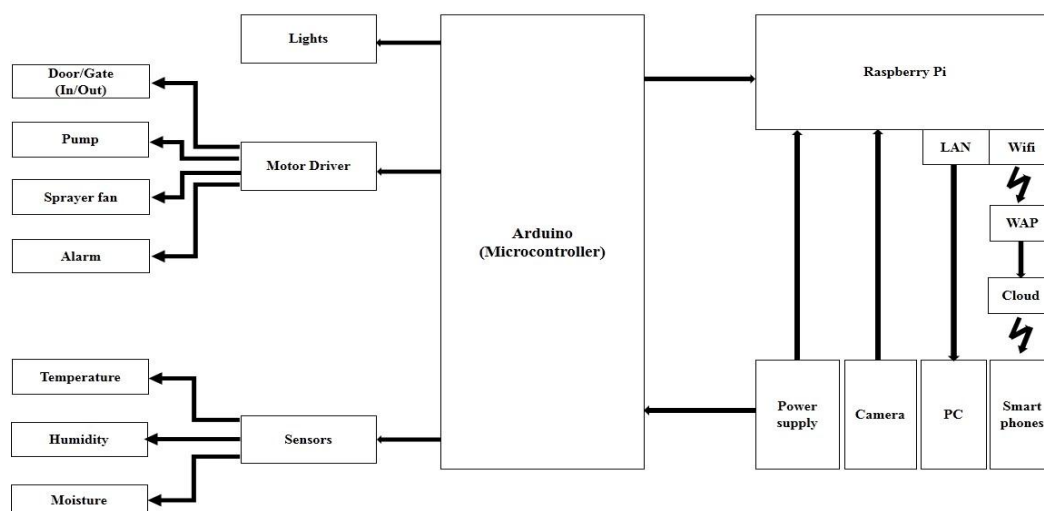 Lights
Door/Gate
(In/Out)
Pump
Sprayer fan
Alarm
Motor Driver
Arduino
(Microcontroller)
Raspberry Pi
LAN
Wifi
WAP
Cloud
Temperature
Humidity
Moisture
Sensors
Power
supply
Camera
PC
Smart
phones